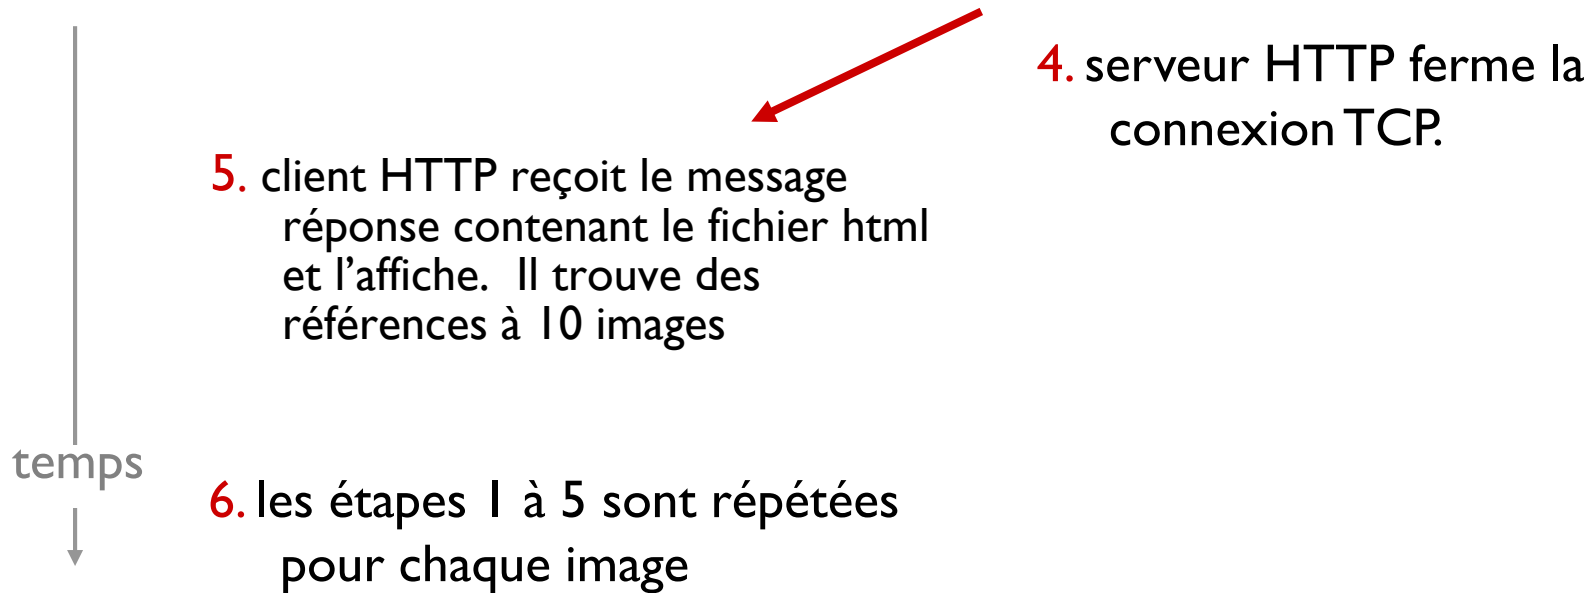 4. serveur HTTP ferme la
connexion TCP.
5. client HTTP reçoit le message
réponse contenant le fichier html
et l’affiche.  Il trouve des
références à 10 images
temps
6. les étapes 1 à 5 sont répétées
pour chaque image